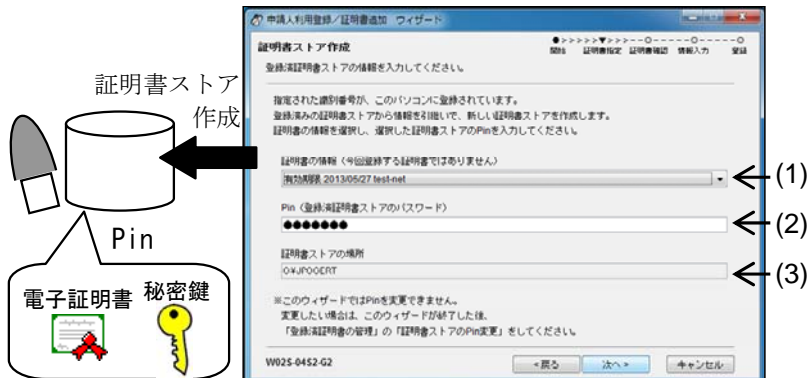 証明書ストア
作成
Pin
電子証明書
秘密鍵
申請人利用登録/証明書追加 ウィザード
証明書ストア作成
●>>>>>▼>>>--○----○----○
開始 証明書指定 証明書確認 情報入力 登録
登録済証明書ストアの情報を入力してください。
指定された識別番号が、このパソコンに登録されています。
登録済みの証明書ストアから情報を引継いで、新しい証明書ストアを作成します。
証明書の情報を選択し、選択した証明書ストアのPinを入力してください。
証明書の情報(今回登録する証明書ではありません)
有効期限 2013/05/27 test-net
(1)
Pin(登録済証明書ストアのパスワード)
●●●●●●●
(2)
証明書ストアの場所
O¥JPOCERT
(3)
※このウィザードではPinを変更できません。
変更したい場合は、このウィザードが終了した後、
「登録済証明書の管理」の「証明書ストアのPin変更」をしてください。
W02S-04S2-G2
<戻る
次へ>
キャンセル